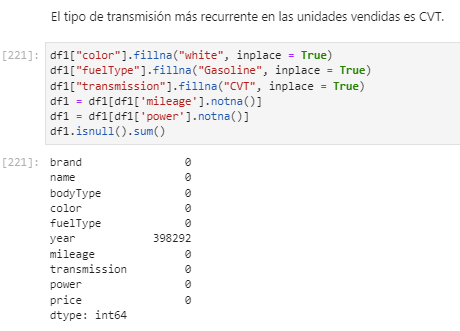 El tipo de transmisión más recurrente en las unidades vendidas es CVT.
[221]: df1["color"].fillna("white", inplace = True)
df1["fuelType"].fillna("Gasoline", inplace = True)
df1["transmission"].fillna("CVT", inplace = True)
df1 = df1[df1['mileage'].notna()]
df1 = df1[df1['power'].notna()]
df1.isnull().sum()
[221]: brand 0
name 0
bodyType 0
color 0
fuelType 0
year 398292
mileage 0
transmission 0
power 0
price 0
dtype: int64